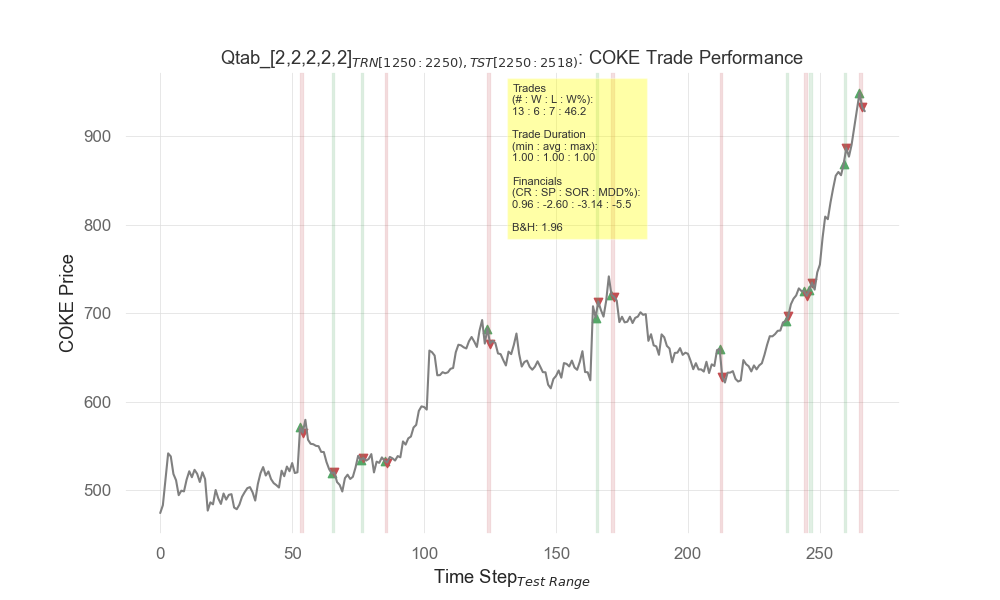 Qtab_[2,2,2,2,2]TRN[1250:2250),TST[2250:2518): COKE Trade Performance
Trades
(# : W : L : W%):
13 : 6 : 7 : 46.2
Trade Duration
(min : avg : max):
1.00 : 1.00 : 1.00
Financials
(CR : SP : SOR : MDD%):
0.96 : -2.60 : -3.14 : -5.5
B&H: 1.96
COKE Price
900
800
700
600
500
0 50 100 150 200 250
Time StepTest Range